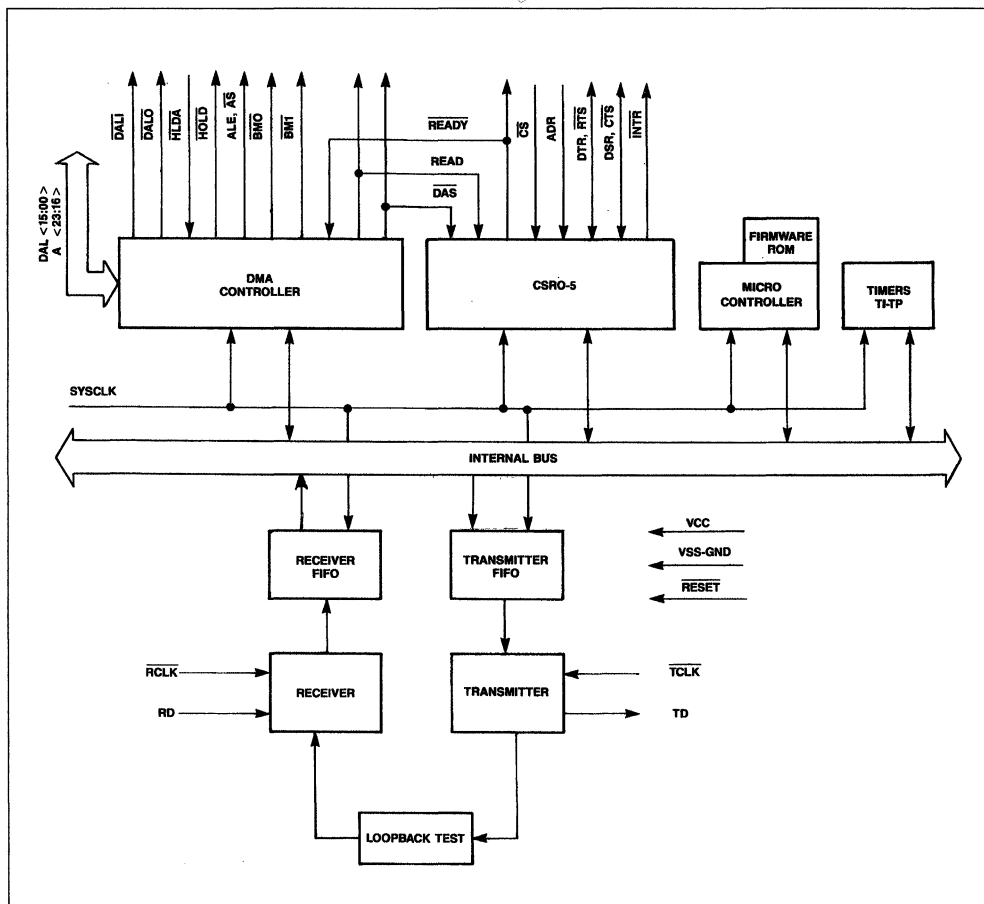 DALI
DALO
HLDA
HOLD
ALE, AS
BMO
BM1
READY
READ
DAS
CS
ADR
DTR, RTS
DSR, CTS
INTR
DAL <15:00>
A <23:16>
DMA
CONTROLLER
CSRO-5
FIRMWARE
ROM
MICRO
CONTROLLER
TIMERS
TI-TP
SYSCLK
INTERNAL BUS
RECEIVER
FIFO
TRANSMITTER
FIFO
VCC
VSS-GND
RESET
RCLK
RD
RECEIVER
TRANSMITTER
TCLK
TD
LOOPBACK TEST